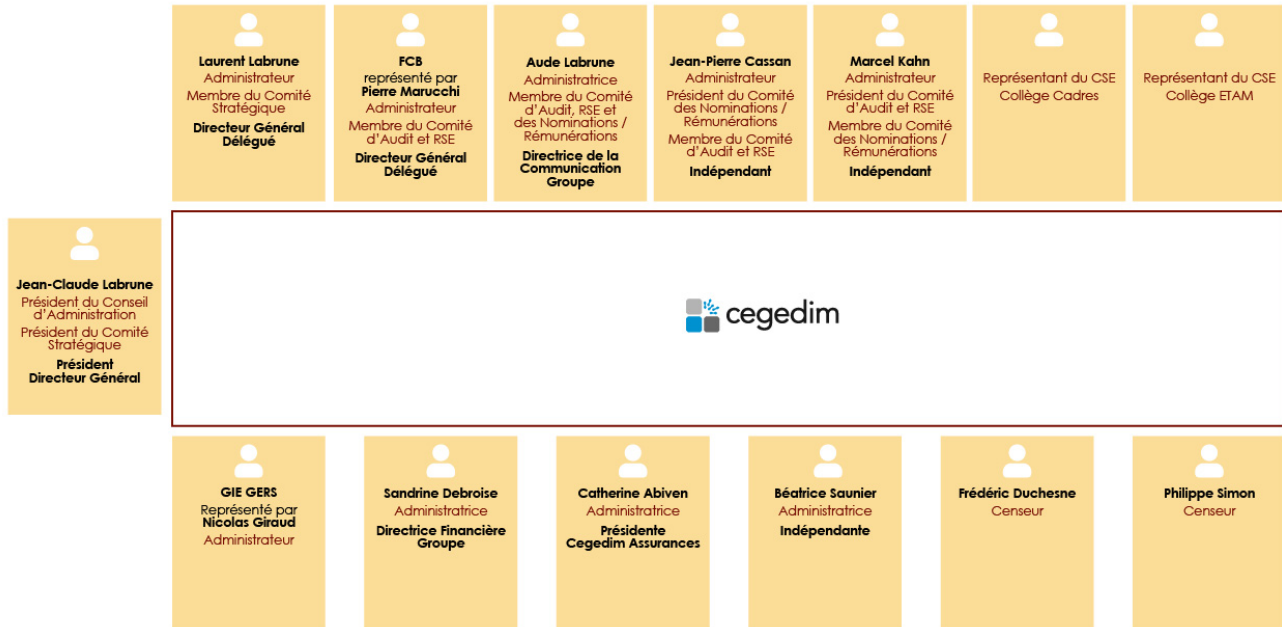 Laurent Labrune
Administrateur
Membre du Comité
Stratégique
Directeur Général
Délégué
FCB
représenté par
Pierre Marucchi
Administrateur
Membre du Comité
d'Audit et RSE
Directeur Général
Délégué
Aude Labrune
Administratrice
Membre du Comité
d'Audit, RSE et
des Nominations /
Rémunérations
Directrice de la
Communication
Groupe
Jean-Pierre Cassan
Administrateur
Président du Comité
des Nominations /
Rémunérations
Membre du Comité
d'Audit et RSE
Indépendant
Marcel Kahn
Administrateur
Président du Comité
d'Audit et RSE
Membre du Comité
des Nominations /
Rémunérations
Indépendant
Représentant du CSE
Collège Cadres
Représentant du CSE
Collège ETAM
Jean-Claude Labrune
Président du Conseil
d'Administration
Président du Comité
Stratégique
Président
Directeur Général
cegedim
GIE GERS
Représenté par
Nicolas Giraud
Administrateur
Sandrine Debroise
Administratrice
Directrice Financière
Groupe
Catherine Abiven
Administratrice
Présidente
Cegedim Assurances
Béatrice Saunier
Administratrice
Indépendante
Frédéric Duchesne
Censeur
Philippe Simon
Censeur